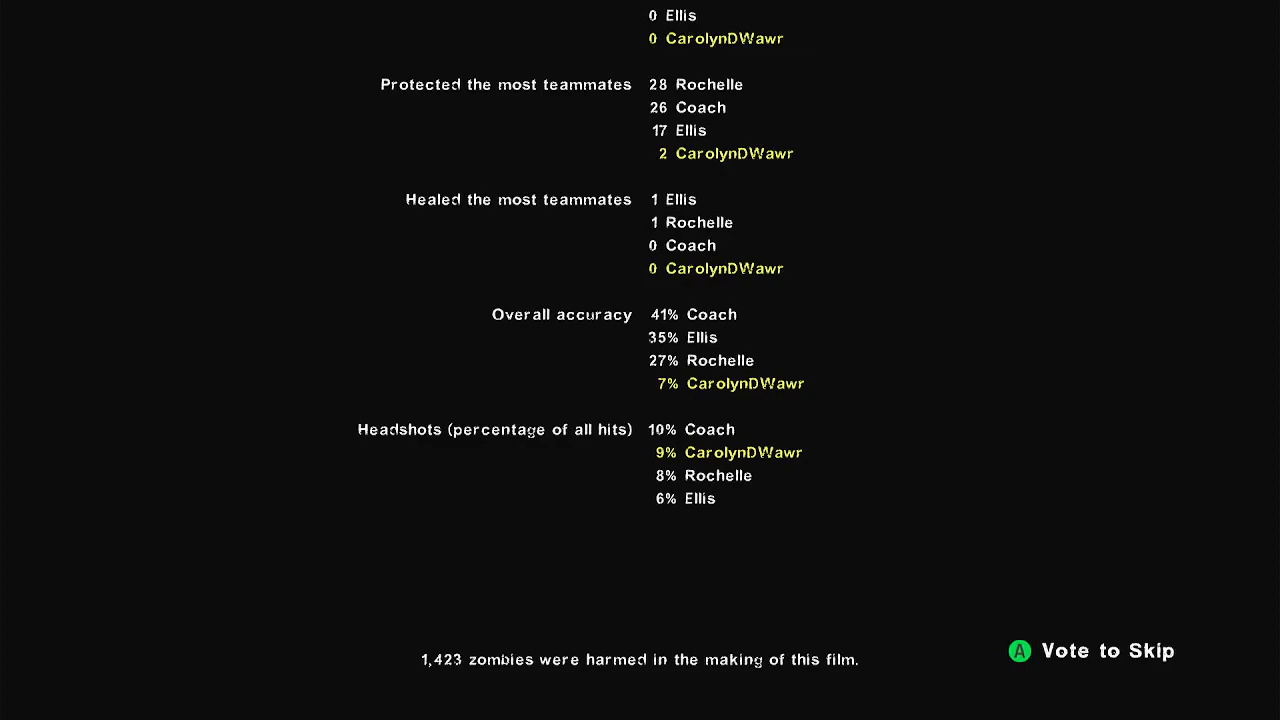 0 Ellis
0 CarolynDWawr
Protected the most teammates 28 Rochelle
26 Coach
17 Ellis
2 CarolynDWawr
Healed the most teammates 1 Ellis
1 Rochelle
0 Coach
0 CarolynDWawr
Overall accuracy 41% Coach
35% Ellis
27% Rochelle
7% CarolynDWawr
Headshots (percentage of all hits) 10% Coach
9% CarolynDWawr
8% Rochelle
6% Ellis
A Vote to Skip
1,423 zombies were harmed in the making of this film.